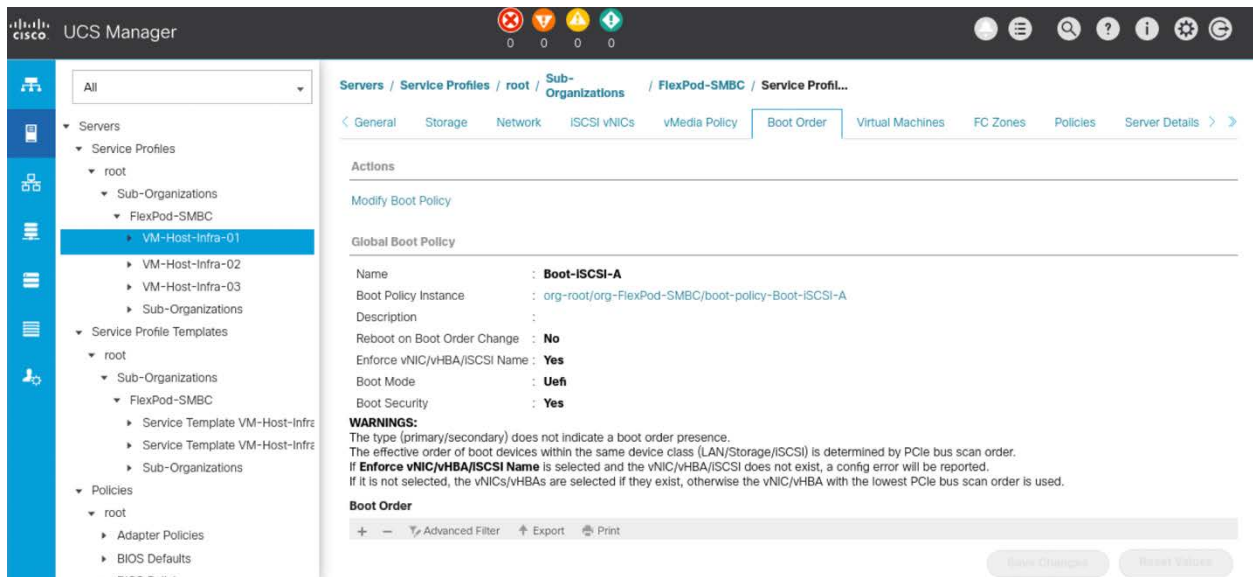 CISCO.
UCS Manager
0 0 0 0
All
Servers
Service Profiles
root
Sub-Organizations
FlexPod-SMBC
VM-Host-Infra-01
VM-Host-Infra-02
VM-Host-Infra-03
Sub-Organizations
Service Profile Templates
root
Sub-Organizations
FlexPod-SMBC
Service Template VM-Host-Infra
Service Template VM-Host-Infra
Sub-Organizations
Policies
root
Adapter Policies
BIOS Defaults
Servers / Service Profiles / root / Sub-Organizations / FlexPod-SMBC / Service Profil...
General Storage Network iSCSI vNICs vMedia Policy Boot Order Virtual Machines FC Zones Policies Server Details
Actions
Modify Boot Policy
Global Boot Policy
Name : Boot-iSCSI-A
Boot Policy Instance : org-root/org-FlexPod-SMBC/boot-policy-Boot-iSCSI-A
Description :
Reboot on Boot Order Change : No
Enforce vNIC/vHBA/iSCSI Name : Yes
Boot Mode : Uefi
Boot Security : Yes
WARNINGS:
The type (primary/secondary) does not indicate a boot order presence.
The effective order of boot devices within the same device class (LAN/Storage/iSCSI) is determined by PCIe bus scan order.
If Enforce vNIC/vHBA/iSCSI Name is selected and the vNIC/vHBA/iSCSI does not exist, a config error will be reported.
If it is not selected, the vNICs/vHBAs are selected if they exist, otherwise the vNIC/vHBA with the lowest PCIe bus scan order is used.
Boot Order
+ − Advanced Filter Export Print
Save Changes Reset Values